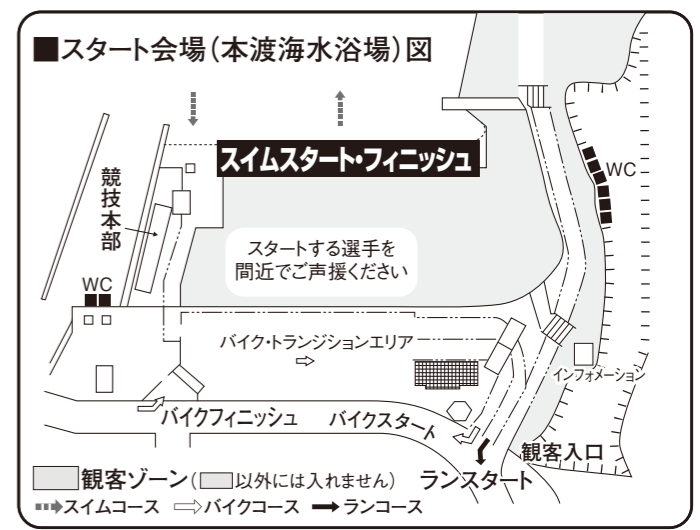 ■スタート会場(本渡海水浴場)図
スイムスタート・フィニッシュ
競技本部
WC
WC
スタートする選手を
間近でご声援ください
バイク・トランジションエリア
インフォメーション
バイクフィニッシュ
バイクスタート
観客入口
ランスタート
観客ゾーン(以外には入れません)
スイムコース バイクコース ランコース